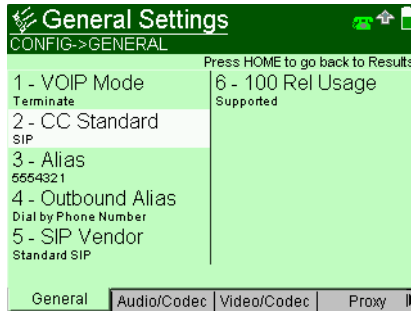 General Settings
CONFIG->GENERAL
Press HOME to go back to Results
1 - VOIP Mode
Terminate
2 - CC Standard
SIP
3 - Alias
5554321
4 - Outbound Alias
Dial by Phone Number
5 - SIP Vendor
Standard SIP
6 - 100 Rel Usage
Supported
General Audio/Codec Video/Codec Proxy